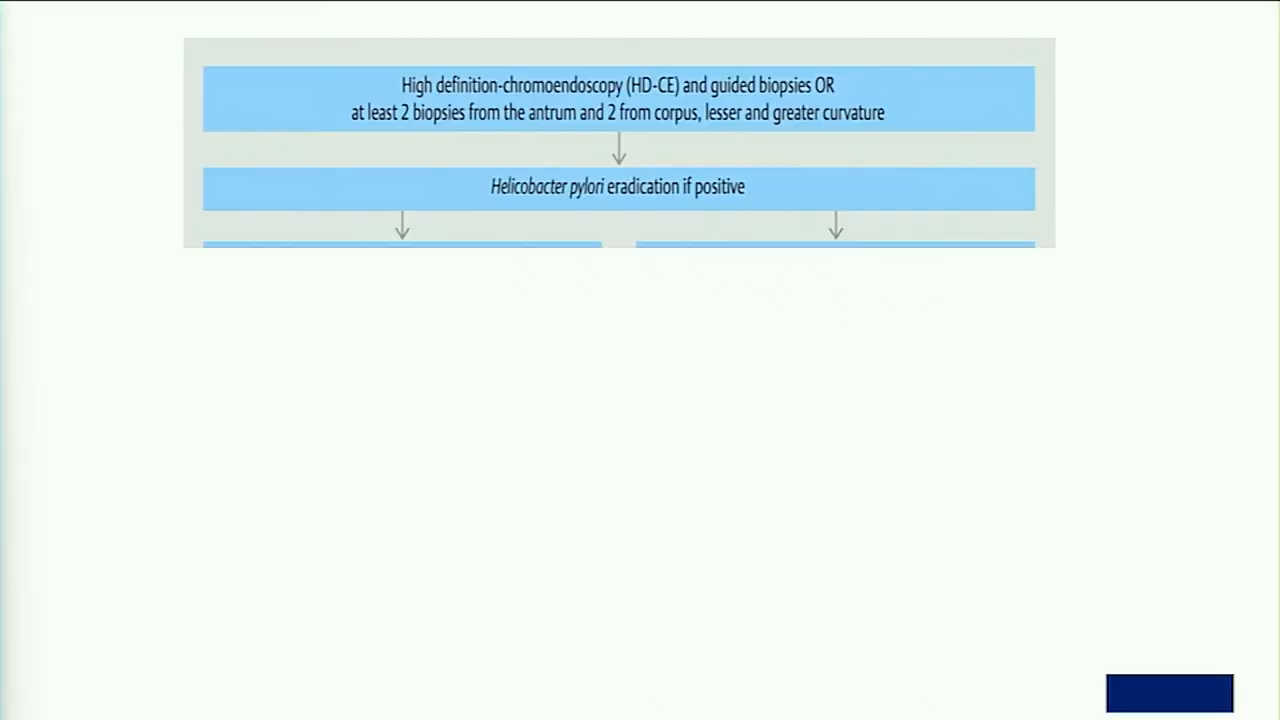 High definition-chromoendoscopy (HD-CE) and guided biopsies OR
at least 2 biopsies from the antrum and 2 from corpus, lesser and greater curvature
Helicobacter pylori eradication if positive